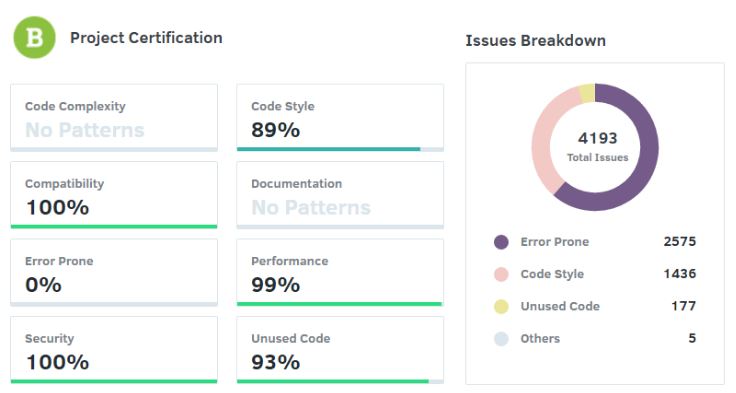 B Project Certification
Code Complexity
No Patterns
Code Style
89%
Compatibility
100%
Documentation
No Patterns
Error Prone
0%
Performance
99%
Security
100%
Unused Code
93%
Issues Breakdown
4193
Total Issues
Error Prone 2575
Code Style 1436
Unused Code 177
Others 5